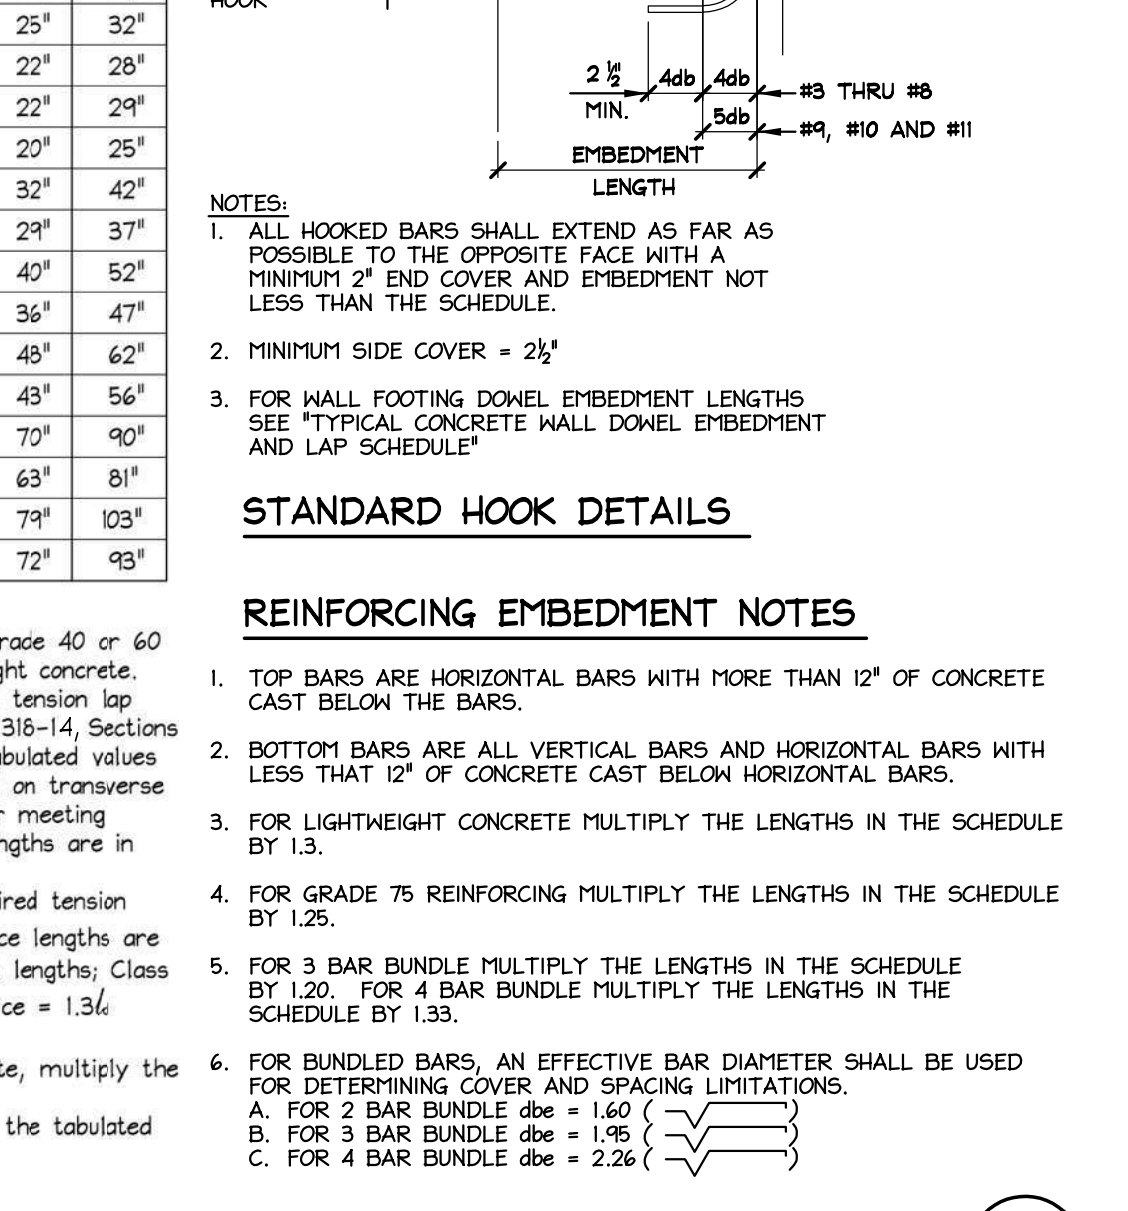 25" 32"
22" 28"
22" 29"
20" 25"
32" 42"
29" 37"
40" 52"
36" 47"
48" 62"
43" 56"
70" 90"
63" 81"
79" 103"
72" 93"
rade 40 or 60
ght concrete.
tension lap
318-14, Sections
bulated values
on transverse
r meeting
ngths are in
ired tension
ce lengths are
lengths; Class
ce = 1.3
te, multiply the
the tabulated
HOOK
2 ½" 4db 4db #3 THRU #8
MIN.
5db #9, #10 AND #11
EMBEDMENT
LENGTH
NOTES:
1. ALL HOOKED BARS SHALL EXTEND AS FAR AS
POSSIBLE TO THE OPPOSITE FACE WITH A
MINIMUM 2" END COVER AND EMBEDMENT NOT
LESS THAN THE SCHEDULE.
2. MINIMUM SIDE COVER = 2½"
3. FOR WALL FOOTING DOWEL EMBEDMENT LENGTHS
SEE "TYPICAL CONCRETE WALL DOWEL EMBEDMENT
AND LAP SCHEDULE"
STANDARD HOOK DETAILS
REINFORCING EMBEDMENT NOTES
1. TOP BARS ARE HORIZONTAL BARS WITH MORE THAN 12" OF CONCRETE
CAST BELOW THE BARS.
2. BOTTOM BARS ARE ALL VERTICAL BARS AND HORIZONTAL BARS WITH
LESS THAT 12" OF CONCRETE CAST BELOW HORIZONTAL BARS.
3. FOR LIGHTWEIGHT CONCRETE MULTIPLY THE LENGTHS IN THE SCHEDULE
BY 1.3.
4. FOR GRADE 75 REINFORCING MULTIPLY THE LENGTHS IN THE SCHEDULE
BY 1.25.
5. FOR 3 BAR BUNDLE MULTIPLY THE LENGTHS IN THE SCHEDULE
BY 1.20. FOR 4 BAR BUNDLE MULTIPLY THE LENGTHS IN THE
SCHEDULE BY 1.33.
6. FOR BUNDLED BARS, AN EFFECTIVE BAR DIAMETER SHALL BE USED
FOR DETERMINING COVER AND SPACING LIMITATIONS.
A. FOR 2 BAR BUNDLE dbe = 1.60 ( )
B. FOR 3 BAR BUNDLE dbe = 1.95 ( )
C. FOR 4 BAR BUNDLE dbe = 2.26 ( )